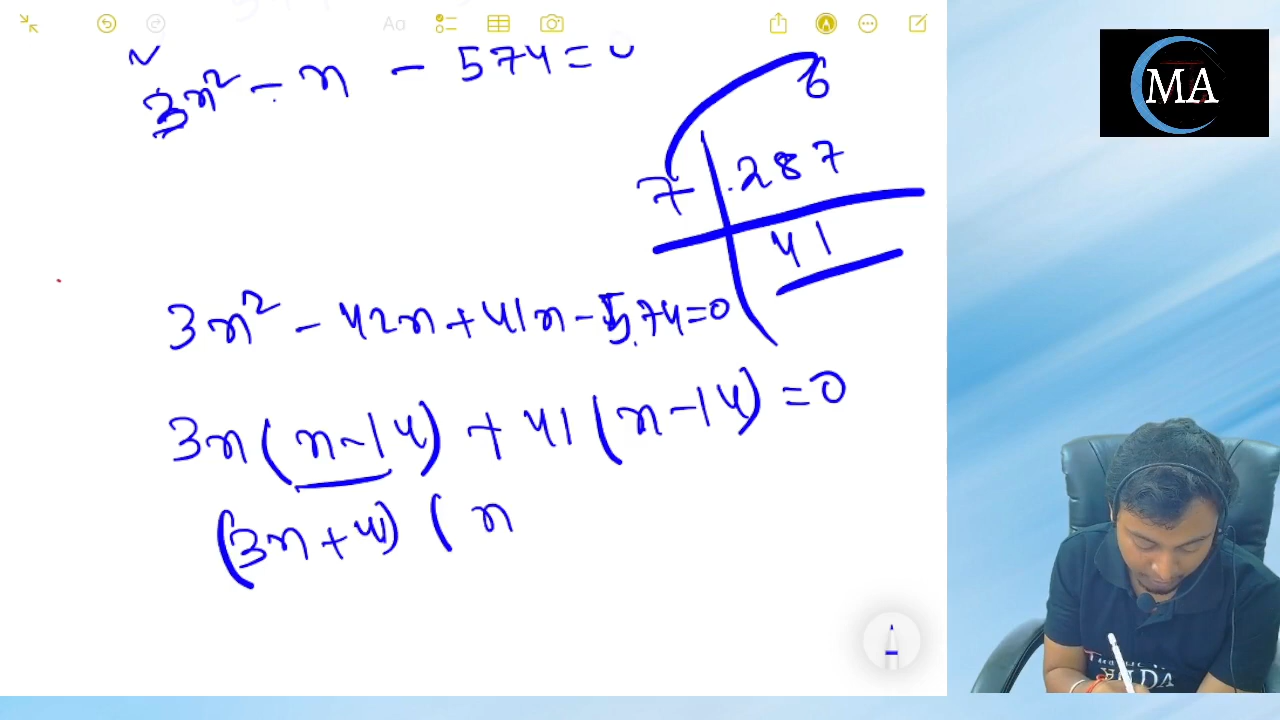 Aa
MA
3n² - n - 574 = 0
6
7 | 287
41
3n² - 42n + 41n - 574 = 0
3n(n-14) + 41(n-14) = 0
(3n+41)(n